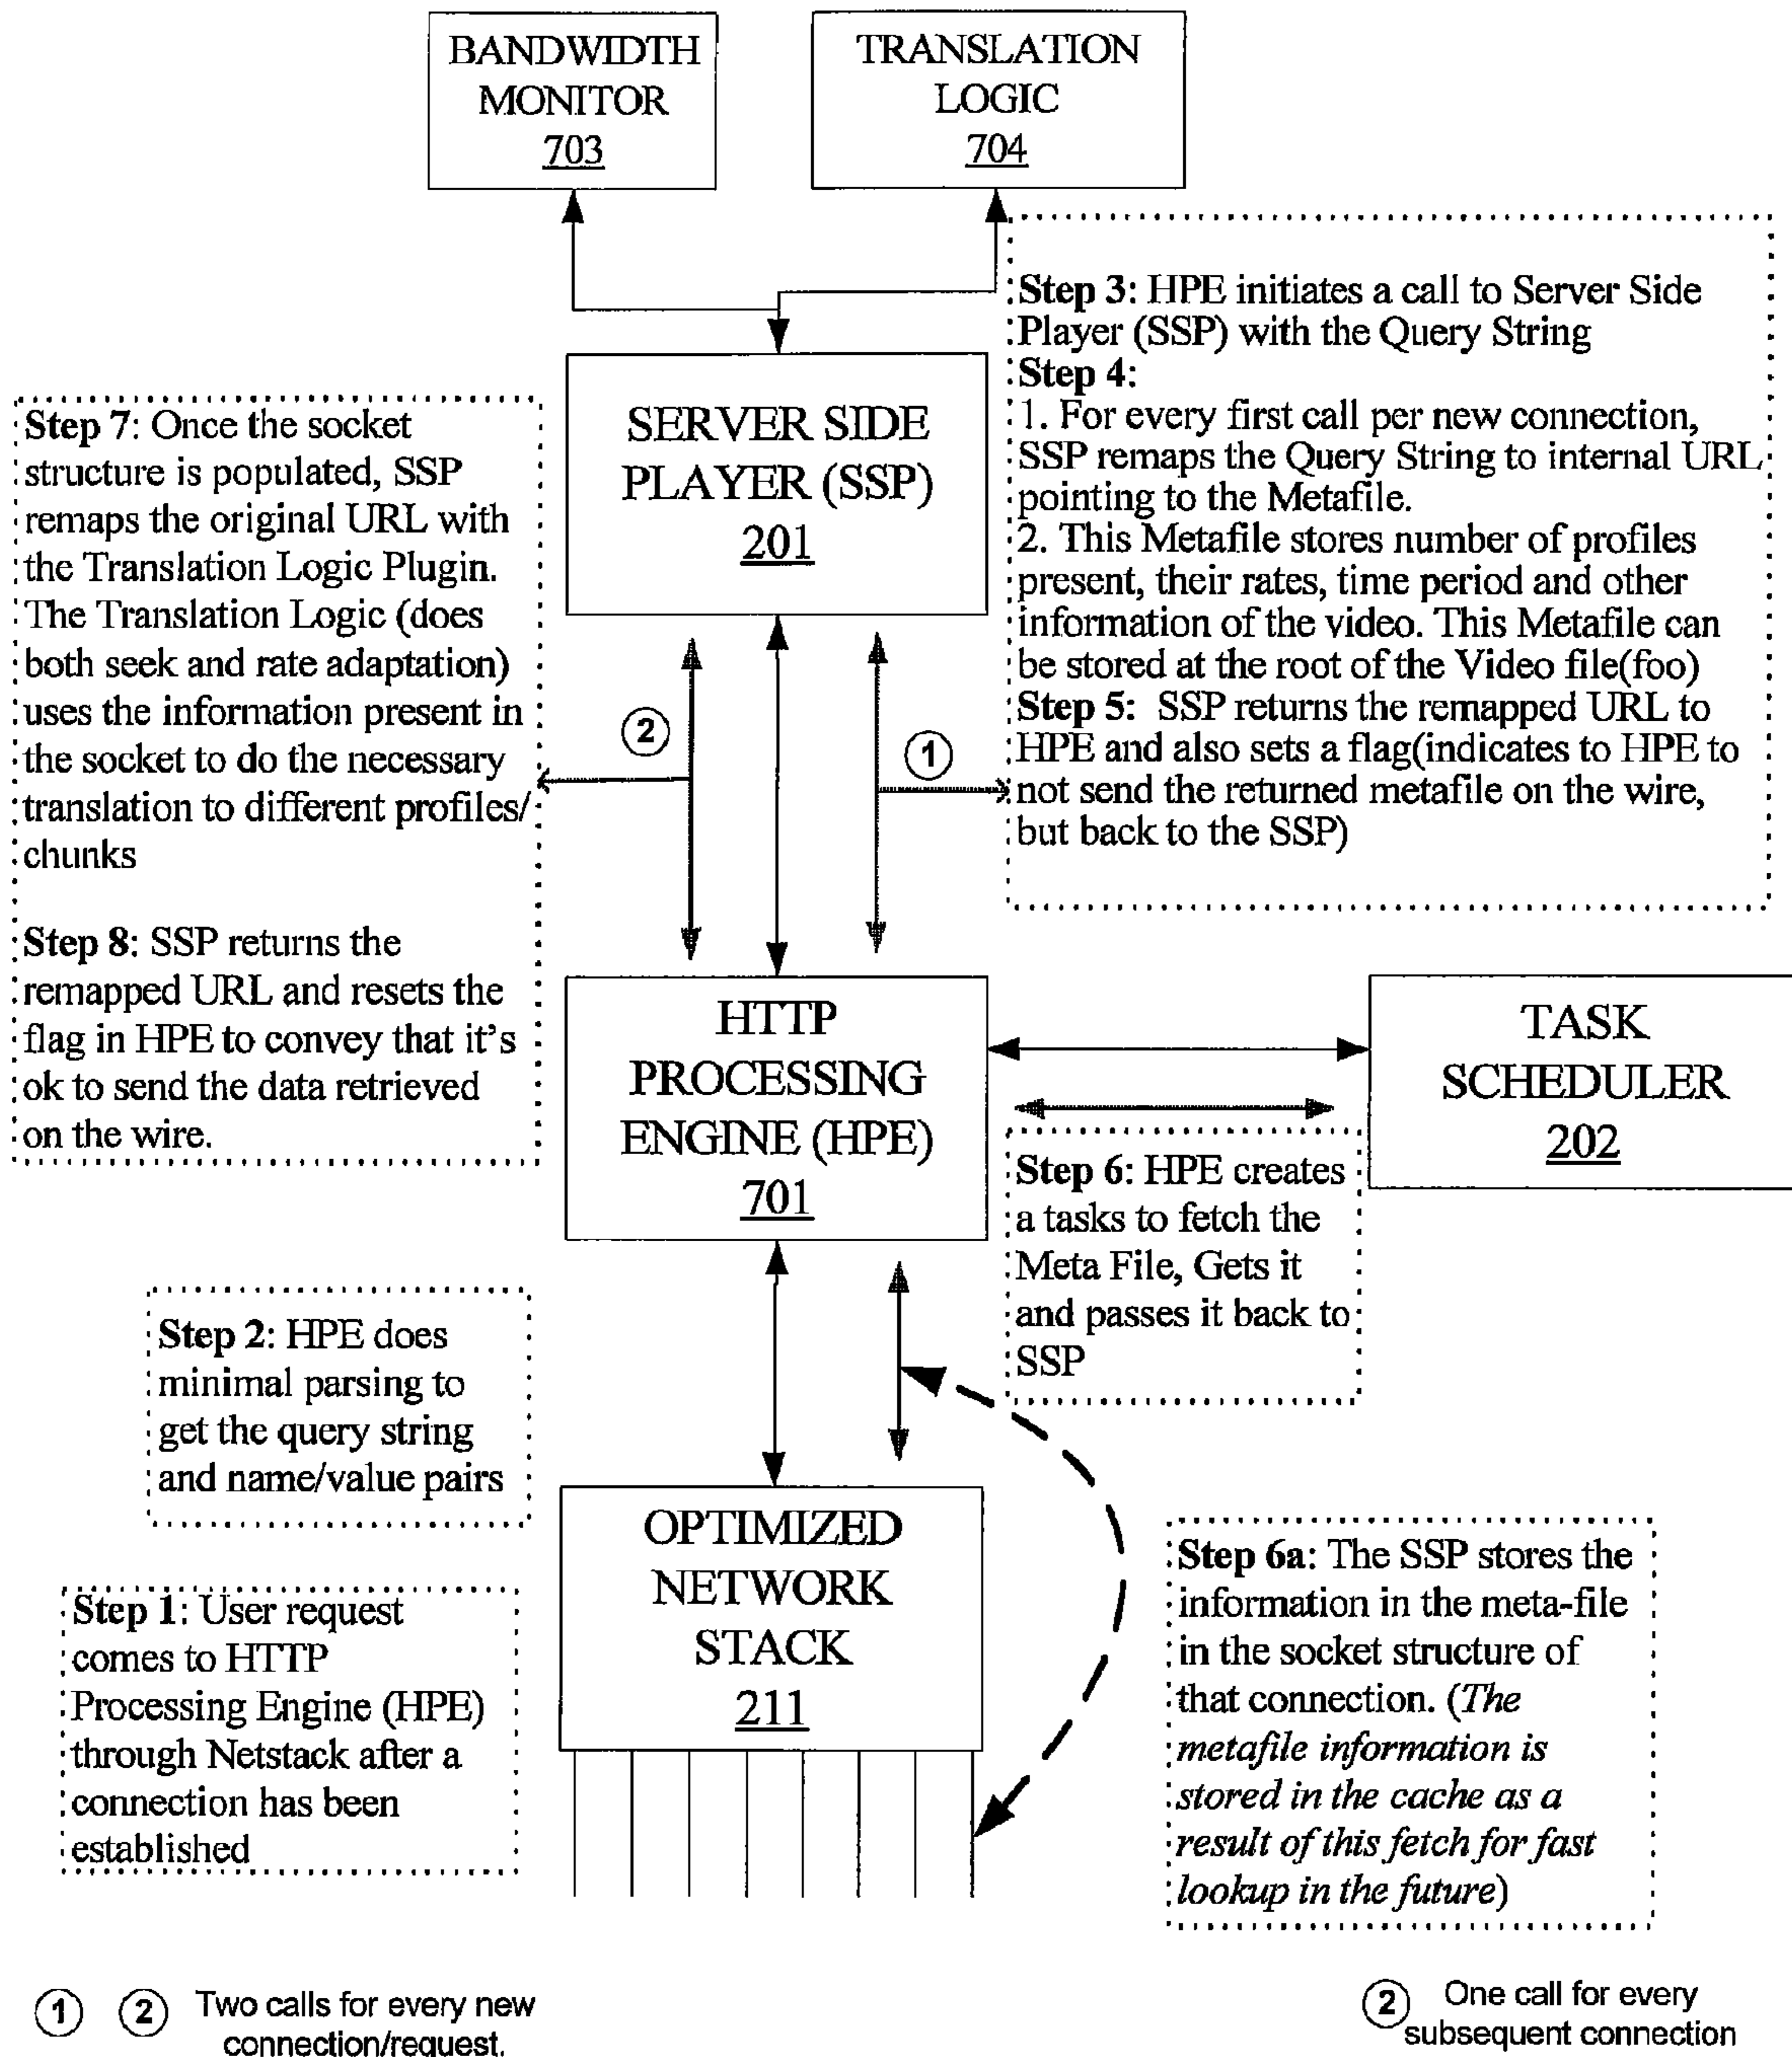 BANDWIDTH
MONITOR
703
TRANSLATION
LOGIC
704
Step 3: HPE initiates a call to Server Side
Player (SSP) with the Query String
Step 4:
1. For every first call per new connection,
SSP remaps the Query String to internal URL
pointing to the Metafile.
2. This Metafile stores number of profiles
present, their rates, time period and other
information of the video. This Metafile can
be stored at the root of the Video file(foo)
Step 5: SSP returns the remapped URL to
HPE and also sets a flag(indicates to HPE to
not send the returned metafile on the wire,
but back to the SSP)
SERVER SIDE
PLAYER (SSP)
201
Step 7: Once the socket
structure is populated, SSP
remaps the original URL with
the Translation Logic Plugin.
The Translation Logic (does
both seek and rate adaptation)
uses the information present in
the socket to do the necessary
translation to different profiles/
chunks
Step 8: SSP returns the
remapped URL and resets the
flag in HPE to convey that it's
ok to send the data retrieved
on the wire.
2
1
HTTP
PROCESSING
ENGINE (HPE)
701
TASK
SCHEDULER
202
Step 6: HPE creates
a tasks to fetch the
Meta File, Gets it
and passes it back to
SSP
Step 2: HPE does
minimal parsing to
get the query string
and name/value pairs
OPTIMIZED
NETWORK
STACK
211
Step 1: User request
comes to HTTP
Processing Engine (HPE)
through Netstack after a
connection has been
established
Step 6a: The SSP stores the
information in the meta-file
in the socket structure of
that connection. (The
metafile information is
stored in the cache as a
result of this fetch for fast
lookup in the future)
1 2 Two calls for every new
connection/request.
2 One call for every
subsequent connection